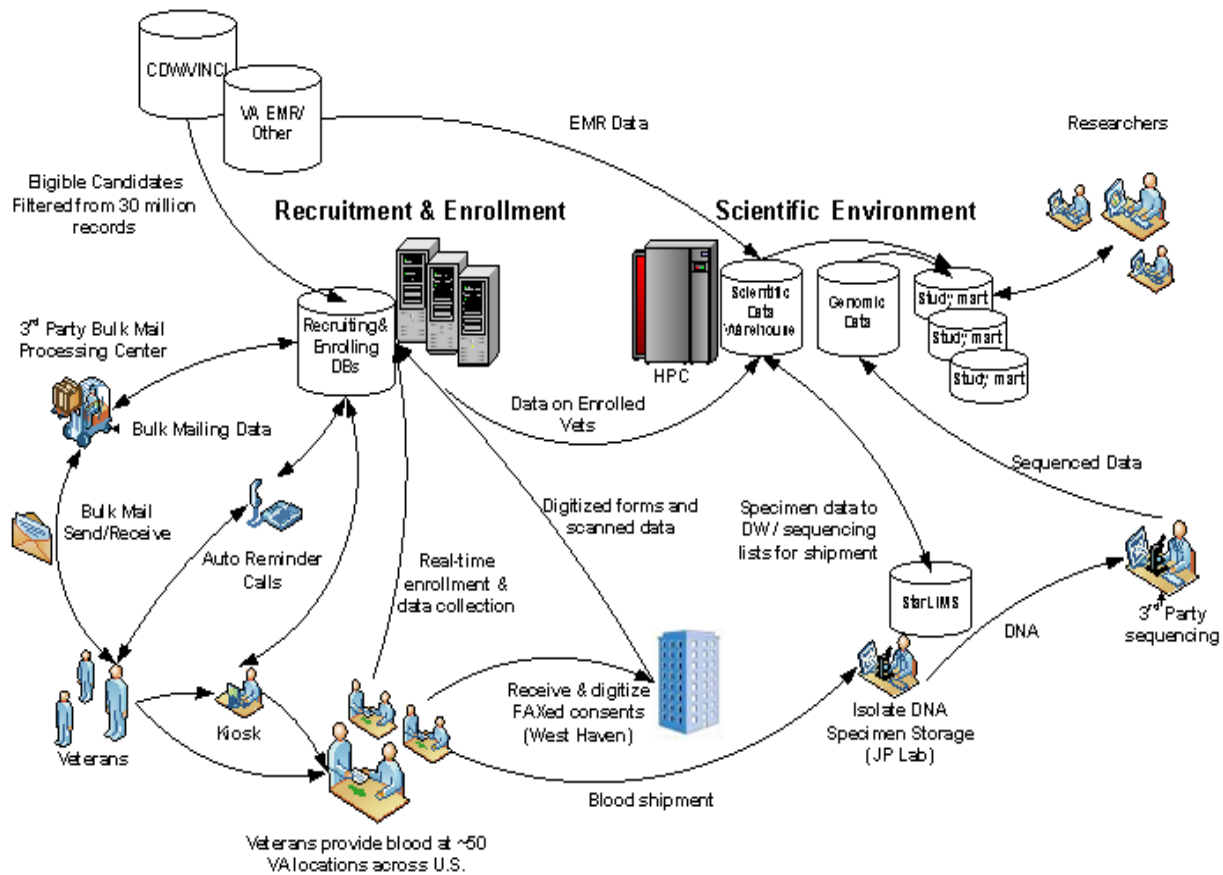 CDW/VINCI
VA EMR/
Other
EMR Data
Researchers
Eligible Candidates
Filtered from 30 million
records
Recruitment & Enrollment
Scientific Environment
3rd Party Bulk Mail
Processing Center
Recruiting &
Enrolling
DBs
HPC
Scientific
Data
Warehouse
Genomic
Data
Study mart
Study mart
Study mart
Bulk Mailing Data
Data on Enrolled
Vets
Sequenced Data
Bulk Mail
Send/Receive
Auto Reminder
Calls
Real-time
enrollment &
data collection
Digitized forms and
scanned data
Specimen data to
DW / sequencing
lists for shipment
StarLIMS
DNA
3rd Party
sequencing
Veterans
Kiosk
Receive & digitize
FAXed consents
(West Haven)
Isolate DNA
Specimen Storage
(JP Lab)
Blood shipment
Veterans provide blood at ~50
VA locations across U.S.